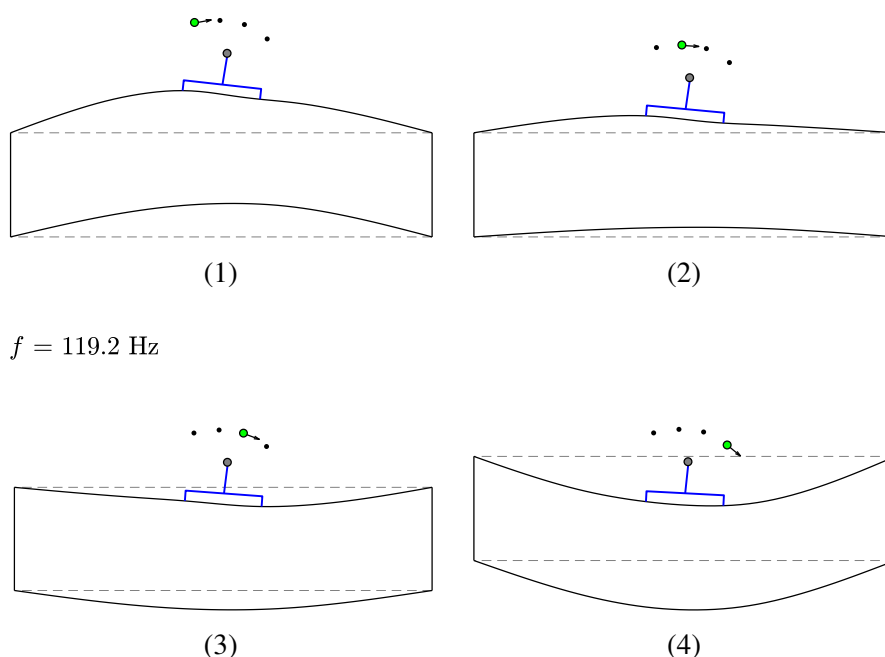 (1)
(2)
f = 119.2 Hz
(3)
(4)